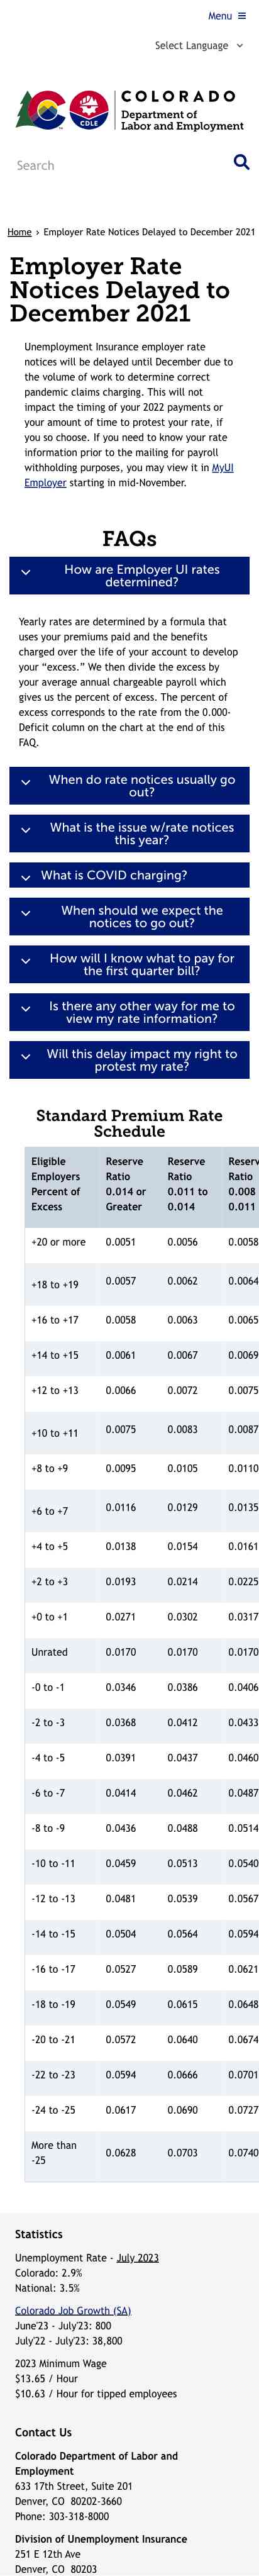 Menu
Select Language
CDLE
COLORADO
Department of
Labor and Employment
Search
Home › Employer Rate Notices Delayed to December 2021
Employer Rate
Notices Delayed to
December 2021
Unemployment Insurance employer rate
notices will be delayed until December due to
the volume of work to determine correct
pandemic claims charging. This will not
impact the timing of your 2022 payments or
your amount of time to protest your rate, if
you so choose. If you need to know your rate
information prior to the mailing for payroll
withholding purposes, you may view it in MyUI
Employer starting in mid-November.
FAQs
How are Employer UI rates
determined?
Yearly rates are determined by a formula that
uses your premiums paid and the benefits
charged over the life of your account to develop
your “excess.” We then divide the excess by
your average annual chargeable payroll which
gives us the percent of excess. The percent of
excess corresponds to the rate from the 0.000-
Deficit column on the chart at the end of this
FAQ.
When do rate notices usually go
out?
What is the issue w/rate notices
this year?
What is COVID charging?
When should we expect the
notices to go out?
How will I know what to pay for
the first quarter bill?
Is there any other way for me to
view my rate information?
Will this delay impact my right to
protest my rate?
Standard Premium Rate
Schedule
Eligible Reserve Reserve Reserv
Employers Ratio Ratio Ratio
Percent of 0.014 or 0.011 to 0.008
Excess Greater 0.014 0.011
+20 or more 0.0051 0.0056 0.0058
+18 to +19 0.0057 0.0062 0.0064
+16 to +17 0.0058 0.0063 0.0065
+14 to +15 0.0061 0.0067 0.0069
+12 to +13 0.0066 0.0072 0.0075
+10 to +11 0.0075 0.0083 0.0087
+8 to +9 0.0095 0.0105 0.0110
+6 to +7 0.0116 0.0129 0.0135
+4 to +5 0.0138 0.0154 0.0161
+2 to +3 0.0193 0.0214 0.0225
+0 to +1 0.0271 0.0302 0.0317
Unrated 0.0170 0.0170 0.0170
-0 to -1 0.0346 0.0386 0.0406
-2 to -3 0.0368 0.0412 0.0433
-4 to -5 0.0391 0.0437 0.0460
-6 to -7 0.0414 0.0462 0.0487
-8 to -9 0.0436 0.0488 0.0514
-10 to -11 0.0459 0.0513 0.0540
-12 to -13 0.0481 0.0539 0.0567
-14 to -15 0.0504 0.0564 0.0594
-16 to -17 0.0527 0.0589 0.0621
-18 to -19 0.0549 0.0615 0.0648
-20 to -21 0.0572 0.0640 0.0674
-22 to -23 0.0594 0.0666 0.0701
-24 to -25 0.0617 0.0690 0.0727
More than
-25 0.0628 0.0703 0.0740
Statistics
Unemployment Rate - July 2023
Colorado: 2.9%
National: 3.5%
Colorado Job Growth (SA)
June'23 - July'23: 800
July'22 - July'23: 38,800
2023 Minimum Wage
$13.65 / Hour
$10.63 / Hour for tipped employees
Contact Us
Colorado Department of Labor and
Employment
633 17th Street, Suite 201
Denver, CO 80202-3660
Phone: 303-318-8000
Division of Unemployment Insurance
251 E 12th Ave
Denver, CO 80203